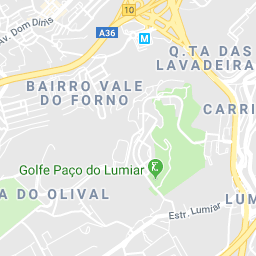 10
Av. Dom Dinis
A36
M
Q.TA DAS
LAVADEIRA
BAIRRO VALE
DO FORNO
CARRI
Golfe Paço do Lumiar
A DO OLIVAL
LUM
Estr. Lumiar